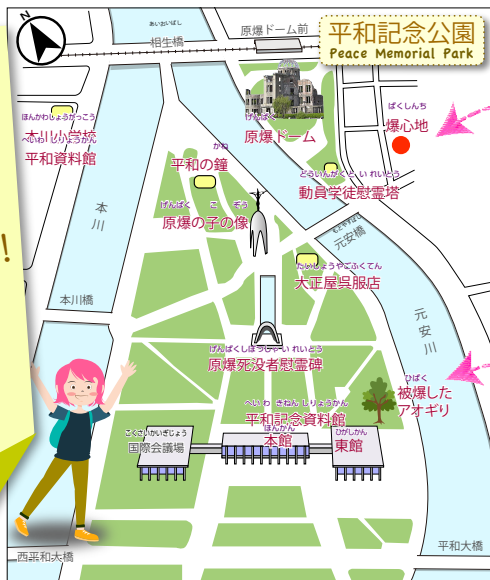 N
平和記念公園
Peace Memorial Park
あいおいばし
相生橋
原爆ドーム前
ほんかわしょうがっこう
本川小学校
へいわしりょうかん
平和資料館
げんばく
原爆ドーム
ばくしんち
爆心地
かね
平和の鐘
どういんがくといれいとう
動員学徒慰霊塔
げんばく こ ぞう
原爆の子の像
本川
もとやすばし
元安橋
たいしょうやごふくてん
大正屋呉服店
!
本川橋
元安川
げんばくしぼつしゃいれいひ
原爆死没者慰霊碑
ひばく
被爆した
アオギリ
へいわ きねん しりょうかん
平和記念資料館
こくさいかいぎじょう
国際会議場
ほんかん
本館
ひがしかん
東館
西平和大橋
平和大橋